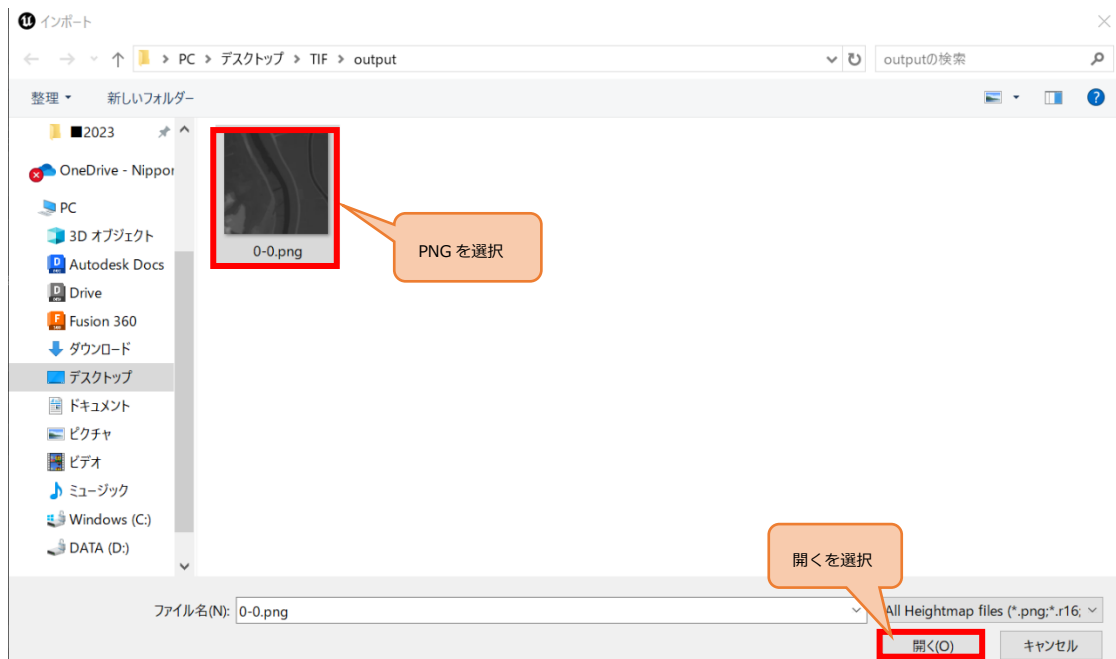 インポート
PC > デスクトップ > TIF > output
outputの検索
整理 新しいフォルダー
■2023
OneDrive - Nippor
PC
3D オブジェクト
Autodesk Docs
Drive
Fusion 360
ダウンロード
デスクトップ
ドキュメント
ピクチャ
ビデオ
ミュージック
Windows (C:)
DATA (D:)
0-0.png
PNG を選択
開くを選択
ファイル名(N): 0-0.png
All Heightmap files (*.png;*.r16;
開く(O)
キャンセル